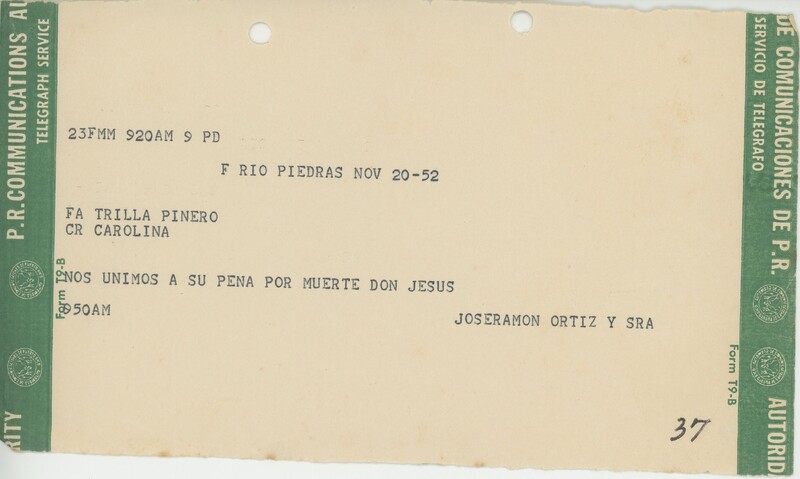 P.R. COMMUNICATIONS AU
TELEGRAPH SERVICE
RITY
Form T9-B
23FMM 920AM 9 PD
F RIO PIEDRAS NOV 20-52
FA TRILLA PINERO
CR CAROLINA
NOS UNIMOS A SU PENA POR MUERTE DON JESUS
950AM
JOSERAMON ORTIZ Y SRA
37
DE COMUNICACIONES DE P.R.
SERVICIO DE TELEGRAFO
AUTORID
Form T9-B